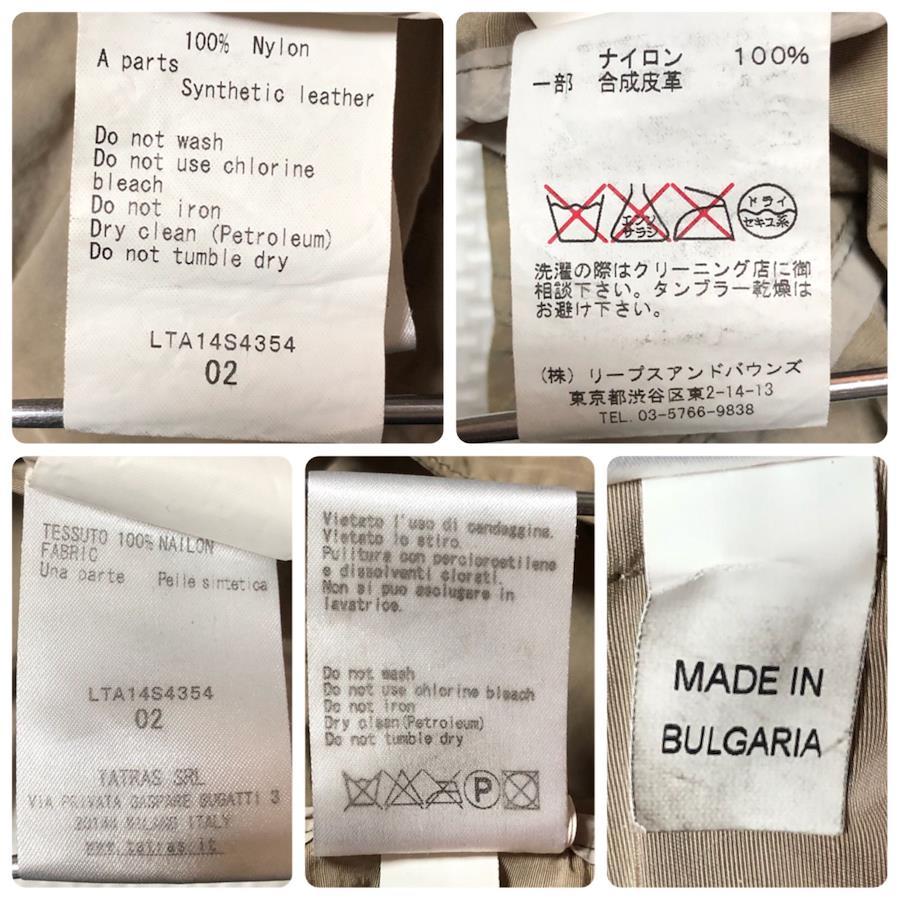 100% Nylon
A parts
Synthetic leather
Do not wash
Do not use chlorine
bleach
Do not iron
Dry clean (Petroleum)
Do not tumble dry
LTA14S4354
02
ナイロン 100%
一部 合成皮革
エンソ
サラシ
ドライ
セキユ系
洗濯の際はクリーニング店に御
相談下さい。タンブラー乾燥は
お避け下さい。
(株)リープスアンドバウンズ
東京都渋谷区東2-14-13
TEL. 03-5766-9838
TESSUTO 100% NAILON
FABRIC
Una parte Pelle sintetica
LTA14S4354
02
TATRAS SRL
VIA PRIVATA GASPARE BUGATTI 3
20144 MILANO ITALY
www.tatras.it
Vietato l'uso di candeggina.
Vietato lo stiro.
Pulitura con percloroetilene
e dissolventi clorati.
Non si puo asciugare in
lavatrice.
Do not wash
Do not use chlorine bleach
Do not iron
Dry clean(Petroleum)
Do not tumble dry
P
MADE IN
BULGARIA